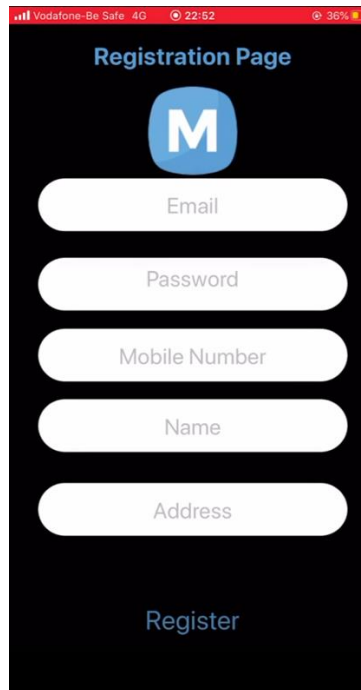 Vodafone-Be Safe 4G 22:52 36%
Registration Page
M
Email
Password
Mobile Number
Name
Address
Register